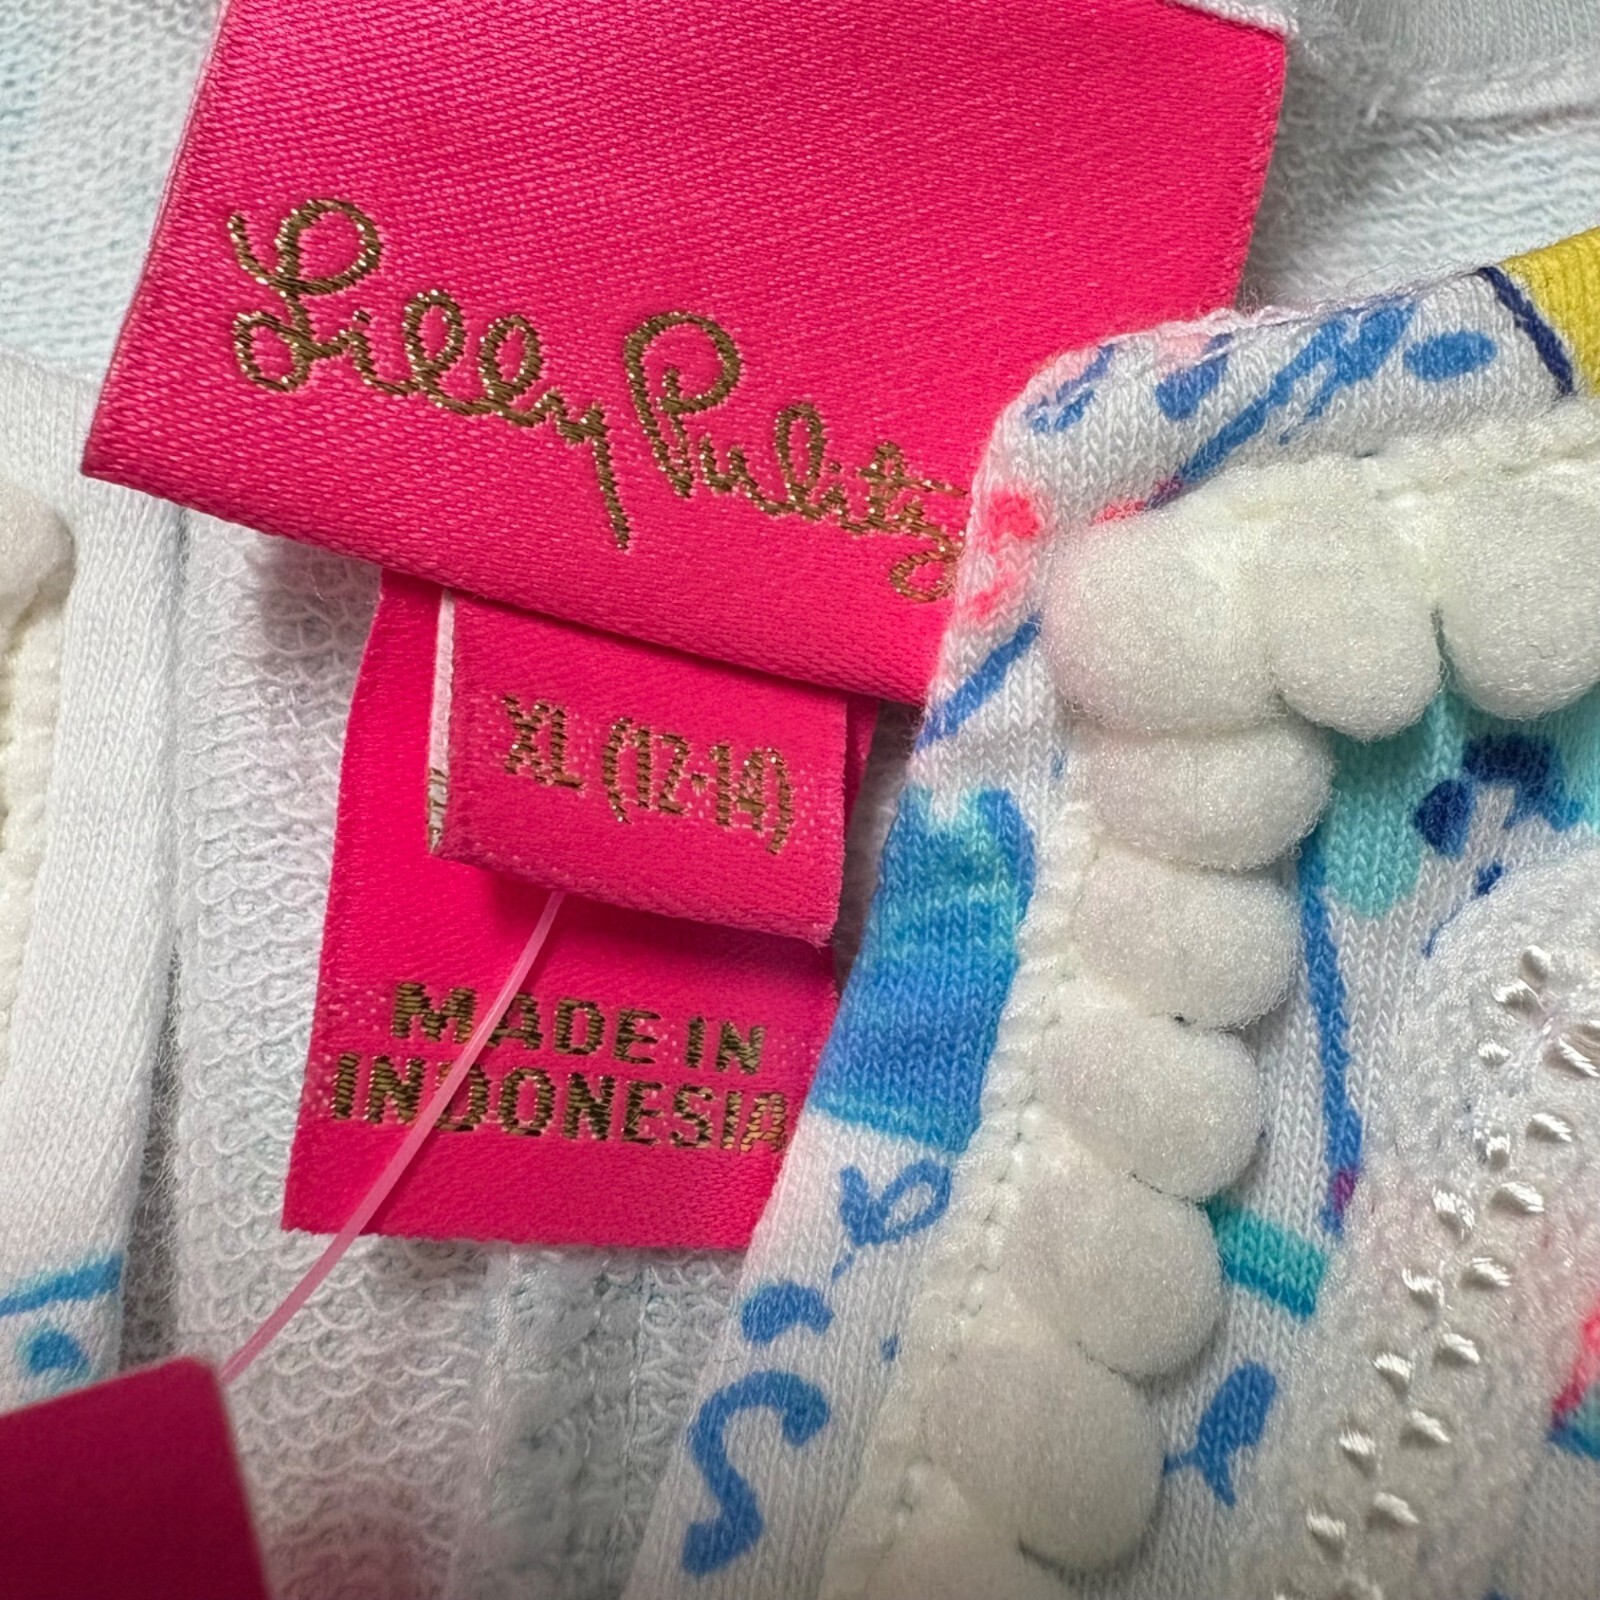 Lilly Pulitzer
XL (12-14)
MADE IN
INDONESIA